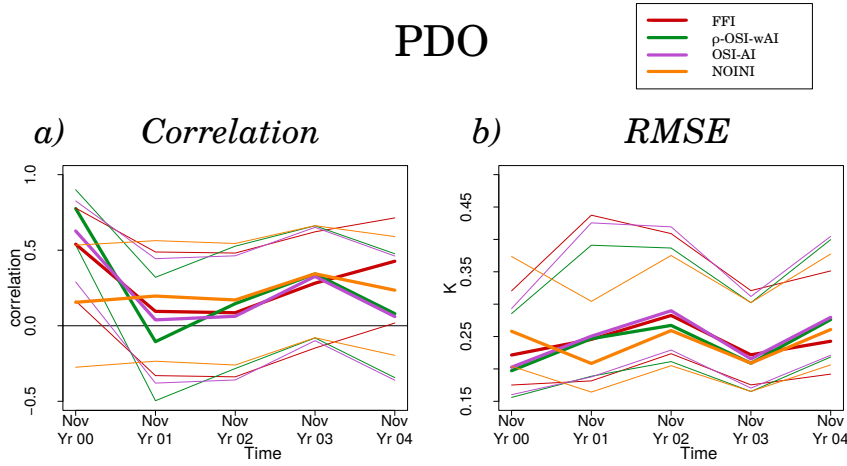 PDO
FFI
ρ-OSI-wAI
OSI-AI
NOINI
a) Correlation
b) RMSE
1.0
0.5
0.0
−0.5
correlation
Nov Nov Nov Nov Nov
Yr 00 Yr 01 Yr 02 Yr 03 Yr 04
Time
0.45
0.35
0.25
0.15
K
Nov Nov Nov Nov Nov
Yr 00 Yr 01 Yr 02 Yr 03 Yr 04
Time